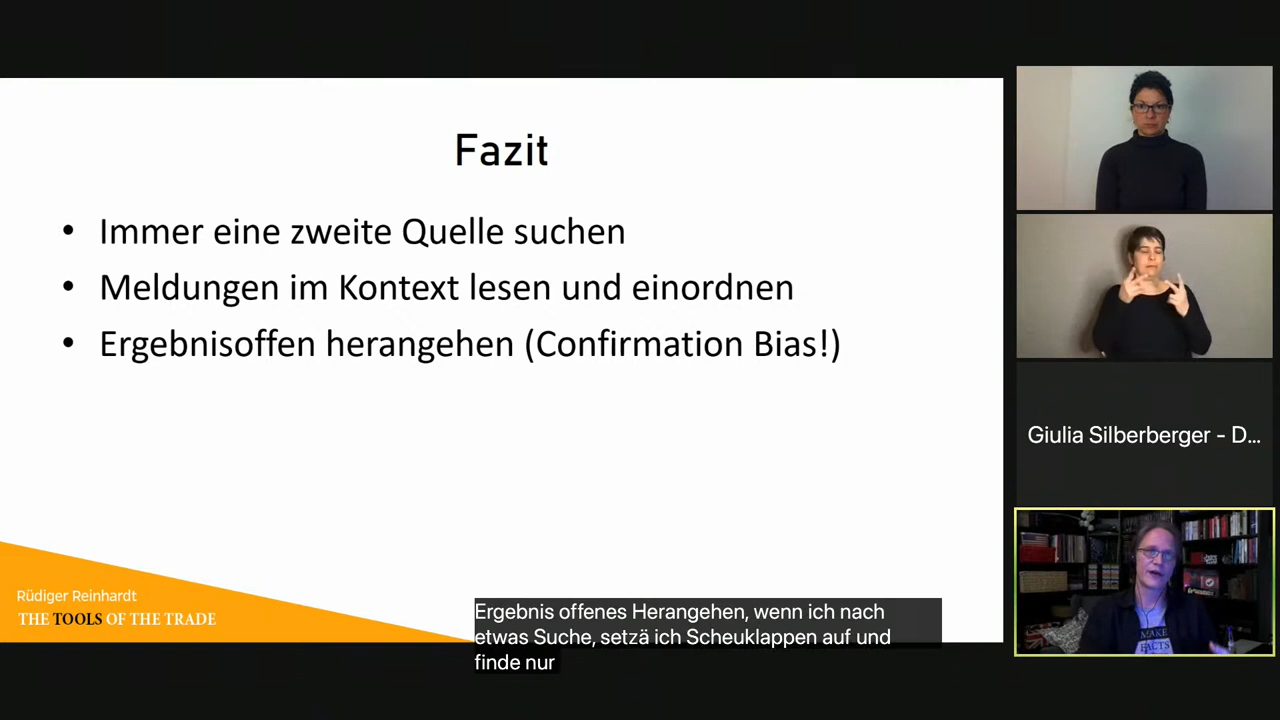 Fazit
• Immer eine zweite Quelle suchen
• Meldungen im Kontext lesen und einordnen
• Ergebnisoffen herangehen (Confirmation Bias!)
Rüdiger Reinhardt
THE TOOLS OF THE TRADE
Ergebnis offenes Herangehen, wenn ich nach
etwas Suche, setzä ich Scheuklappen auf und
finde nur
Giulia Silberberger - D...
MAKE
FACTS